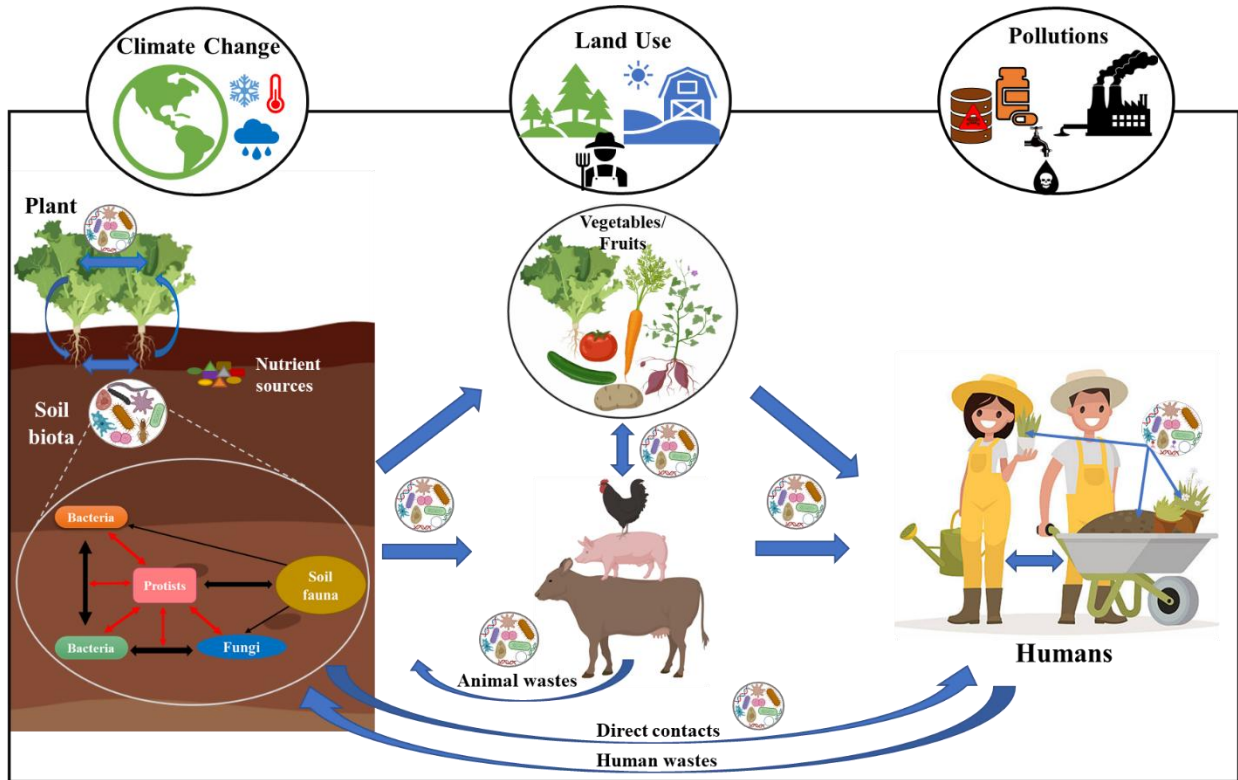 Climate Change
Land Use
Pollutions
Plant
Vegetables/
Fruits
Nutrient
sources
Soil
biota
Bacteria
Protists
Soil
fauna
Bacteria
Fungi
Animal wastes
Humans
Direct contacts
Human wastes